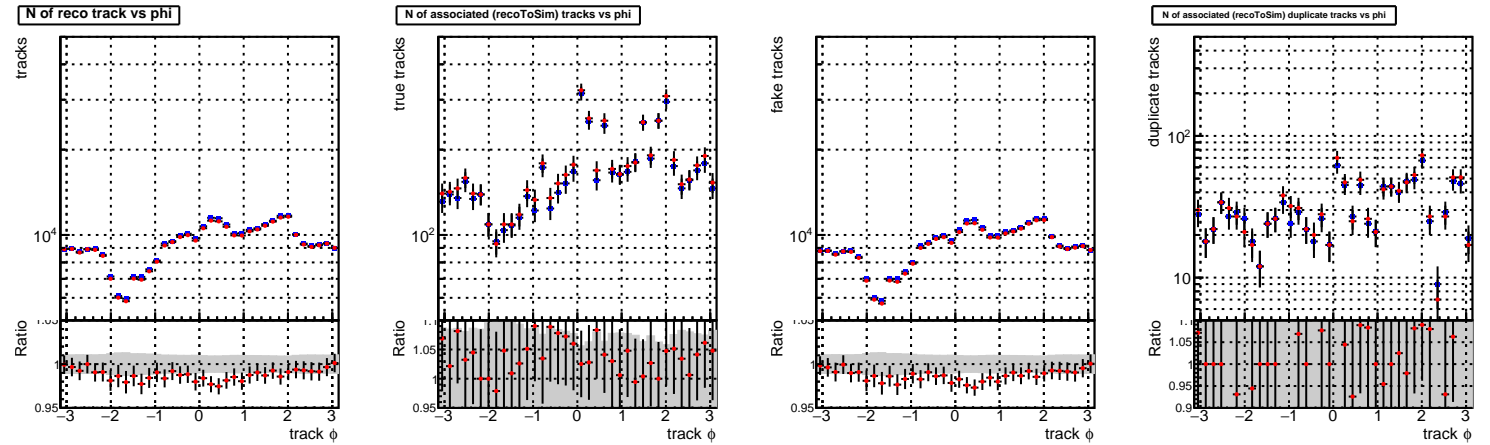 N of reco track vs phi
tracks
10⁴
Ratio
1
0.95
−3 −2 −1 0 1 2 3
track ϕ
N of associated (recoToSim) tracks vs phi
true tracks
10²
Ratio
1.05
1
0.95
−3 −2 −1 0 1 2 3
track ϕ
fake tracks
10⁴
Ratio
1
0.95
−3 −2 −1 0 1 2 3
track ϕ
N of associated (recoToSim) duplicate tracks vs phi
duplicate tracks
10²
10
Ratio
1.05
1
0.95
0.9
−3 −2 −1 0 1 2 3
track ϕ